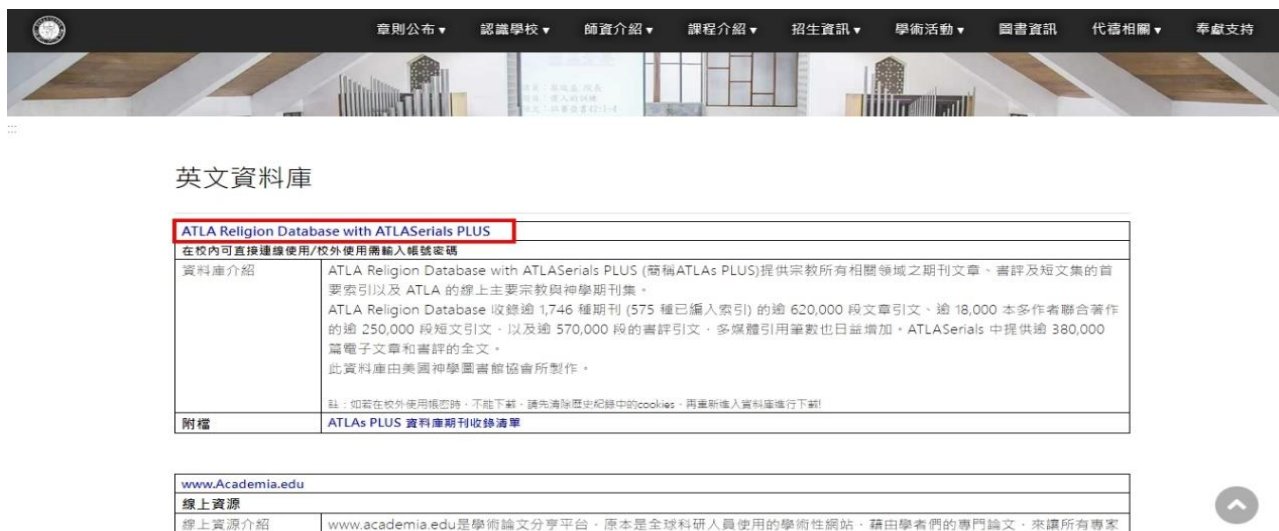 章則公布▼ 認識學校▼ 師資介紹▼ 課程介紹▼ 招生資訊▼ 學術活動▼ 圖書資訊 代禱相關▼ 奉獻支持
:::
英文資料庫
ATLA Religion Database with ATLASerials PLUS
在校內可直接連線使用/校外使用需輸入帳號密碼
資料庫介紹 ATLA Religion Database with ATLASerials PLUS (簡稱ATLAs PLUS)提供宗教所有相關領域之期刊文章、書評及短文集的首
要索引以及 ATLA 的線上主要宗教與神學期刊集。
ATLA Religion Database 收錄逾 1,746 種期刊 (575 種已編入索引) 的逾 620,000 段文章引文、逾 18,000 本多作者聯合著作
的逾 250,000 段短文引文、以及逾 570,000 段的書評引文，多媒體引用筆數也日益增加。ATLASerials 中提供逾 380,000
篇電子文章和書評的全文。
此資料庫由美國神學圖書館協會所製作。
註：如若在校外使用帳密時，不能下載，請先清除歷史紀錄中的cookies，再重新進入資料庫進行下載!
附檔 ATLAs PLUS 資料庫期刊收錄清單
www.Academia.edu
線上資源
線上資源介紹 www.academia.edu是學術論文分享平台，原本是全球科研人員使用的學術性網站，藉由學者們的專門論文，來讓所有專家